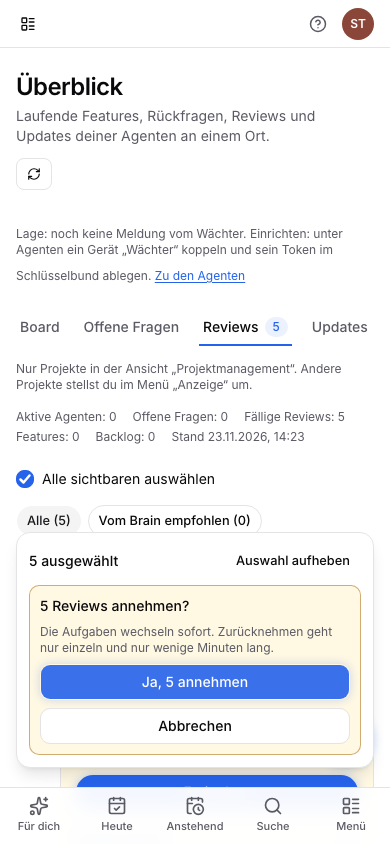 ST
Überblick
Laufende Features, Rückfragen, Reviews und
Updates deiner Agenten an einem Ort.
Lage: noch keine Meldung vom Wächter. Einrichten: unter
Agenten ein Gerät „Wächter“ koppeln und sein Token im
Schlüsselbund ablegen. Zu den Agenten
Board Offene Fragen Reviews 5 Updates
Nur Projekte in der Ansicht „Projektmanagement“. Andere
Projekte stellst du im Menü „Anzeige“ um.
Aktive Agenten: 0 Offene Fragen: 0 Fällige Reviews: 5
Features: 0 Backlog: 0 Stand 23.11.2026, 14:23
Alle sichtbaren auswählen
Alle (5) Vom Brain empfohlen (0)
5 ausgewählt Auswahl aufheben
5 Reviews annehmen?
Die Aufgaben wechseln sofort. Zurücknehmen geht
nur einzeln und nur wenige Minuten lang.
Ja, 5 annehmen
Abbrechen
Für dich Heute Anstehend Suche Menü